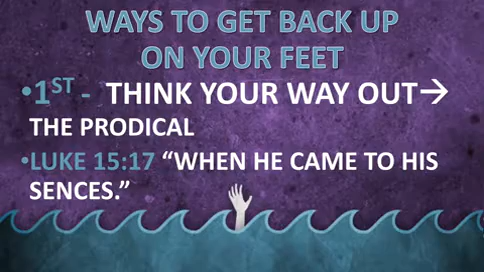 WAYS TO GET BACK UP
ON YOUR FEET
•1ST - THINK YOUR WAY OUT→
THE PRODICAL
•LUKE 15:17 “WHEN HE CAME TO HIS
SENCES.”